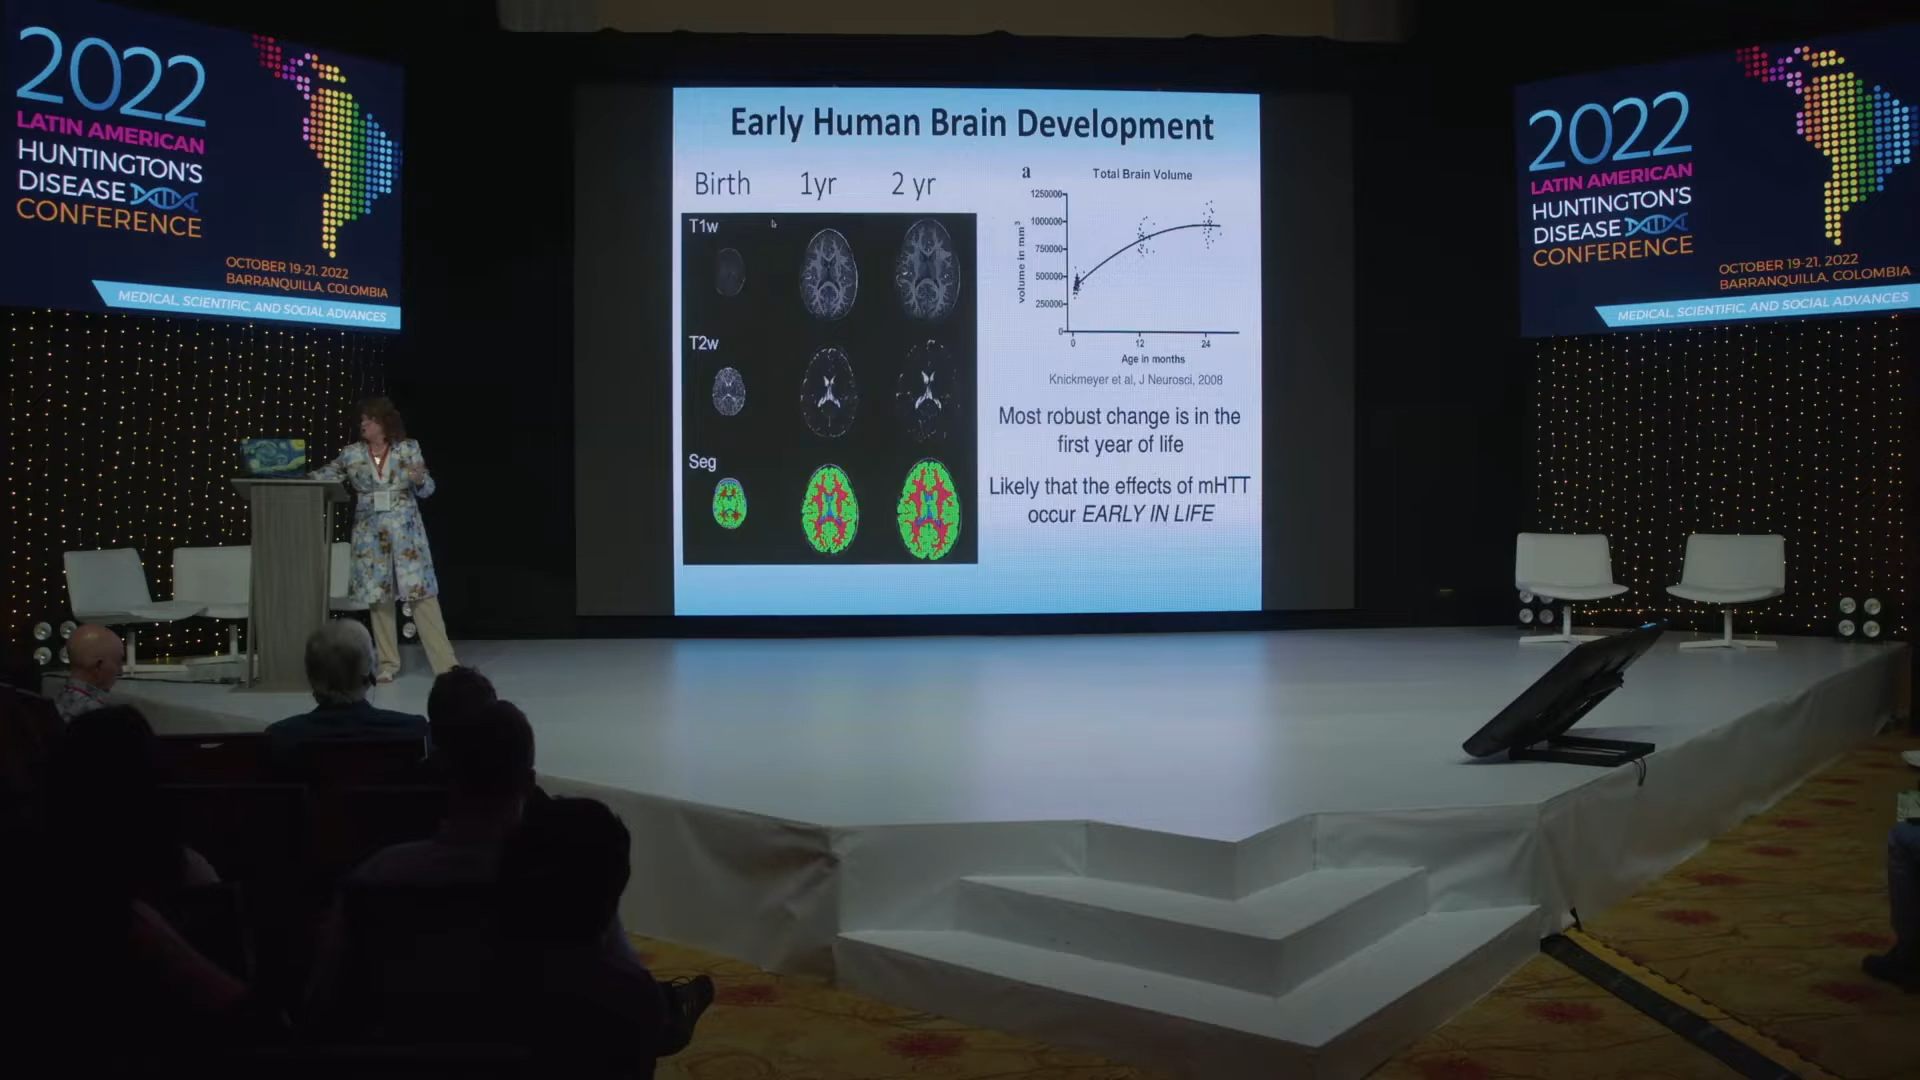 2022
LATIN AMERICAN
HUNTINGTON'S
DISEASE
CONFERENCE
OCTOBER 19-21, 2022
BARRANQUILLA, COLOMBIA
MEDICAL, SCIENTIFIC, AND SOCIAL ADVANCES
Early Human Brain Development
Birth 1yr 2 yr
T1w
T2w
Seg
a Total Brain Volume
volume in mm³
1250000
1000000
750000
500000
250000
0
0 12 24
Age in months
Knickmeyer et al, J Neurosci, 2008
Most robust change is in the
first year of life
Likely that the effects of mHTT
occur EARLY IN LIFE
2022
LATIN AMERICAN
HUNTINGTON'S
DISEASE
CONFERENCE
OCTOBER 19-21, 2022
BARRANQUILLA, COLOMBIA
MEDICAL, SCIENTIFIC, AND SOCIAL ADVANCES